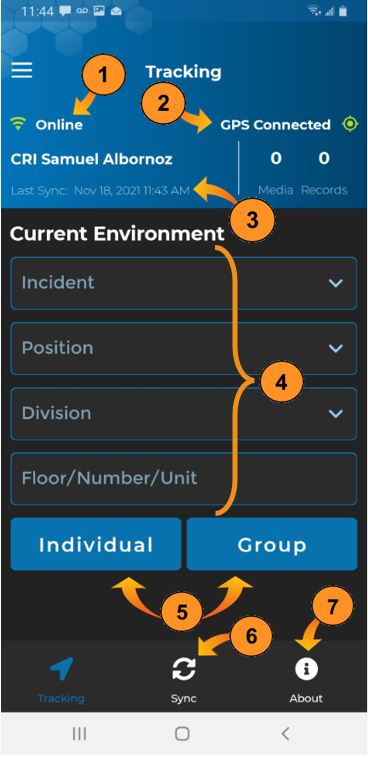 11:44
1
Tracking
2
Online
GPS Connected
CRI Samuel Albornoz
0 0
Last Sync: Nov 18, 2021 11:43 AM
Media Records
3
Current Environment
Incident
Position
4
Division
Floor/Number/Unit
Individual
Group
5
7
6
Tracking
Sync
About